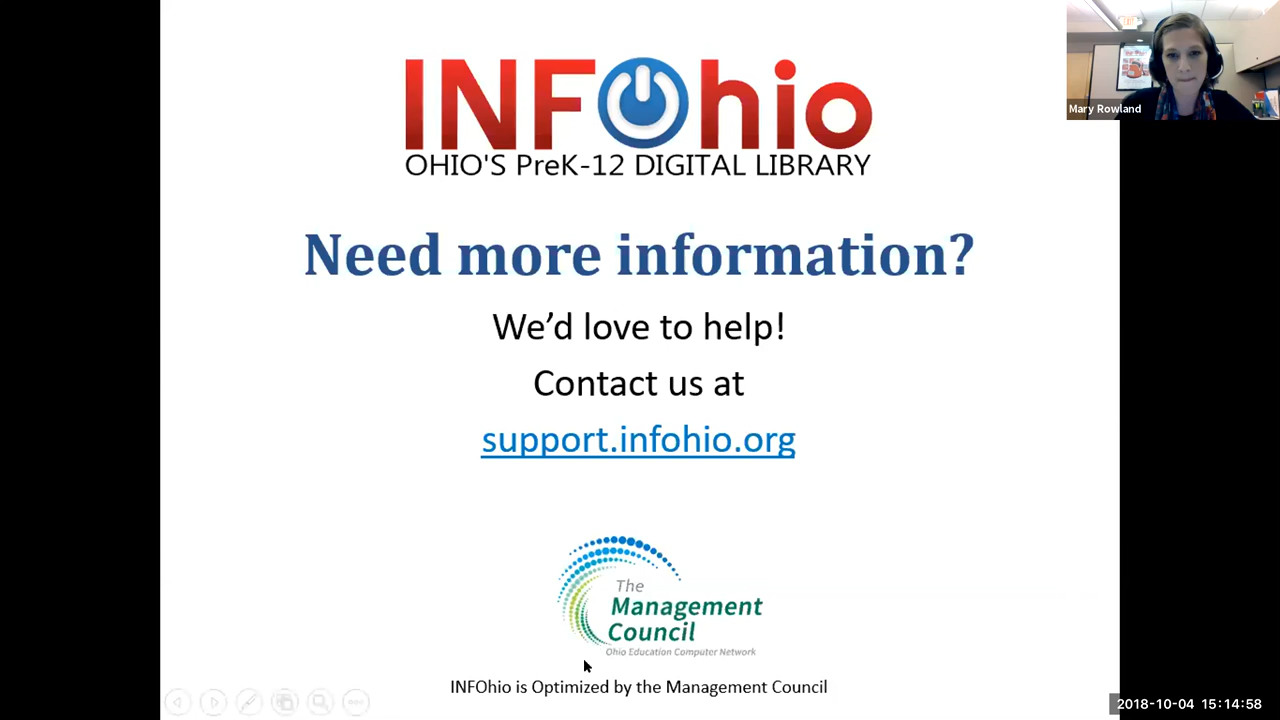 INFOhio
OHIO'S PreK-12 DIGITAL LIBRARY
Mary Rowland
Need more information?
We'd love to help!
Contact us at
support.infohio.org
The
Management
Council
Ohio Education Computer Network
INFOhio is Optimized by the Management Council
2018-10-04 15:14:58